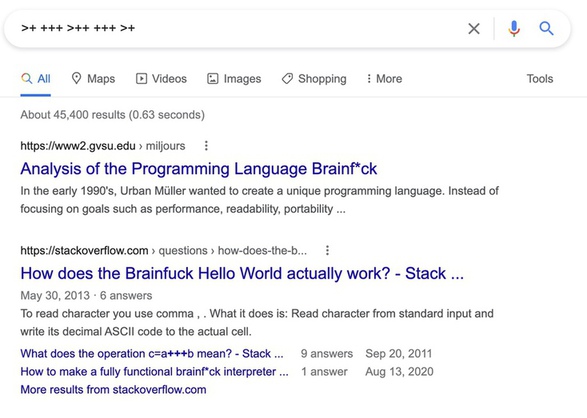 >+ +++ >++ +++ >+
All Maps Videos Images Shopping More Tools
About 45,400 results (0.63 seconds)
https://www2.gvsu.edu › miljours
Analysis of the Programming Language Brainf*ck
In the early 1990's, Urban Müller wanted to create a unique programming language. Instead of
focusing on goals such as performance, readability, portability ...
https://stackoverflow.com › questions › how-does-the-b...
How does the Brainfuck Hello World actually work? - Stack ...
May 30, 2013 · 6 answers
To read character you use comma , . What it does is: Read character from standard input and
write its decimal ASCII code to the actual cell.
What does the operation c=a+++b mean? - Stack ... 9 answers Sep 20, 2011
How to make a fully functional brainf*ck interpreter ... 1 answer Aug 13, 2020
More results from stackoverflow.com